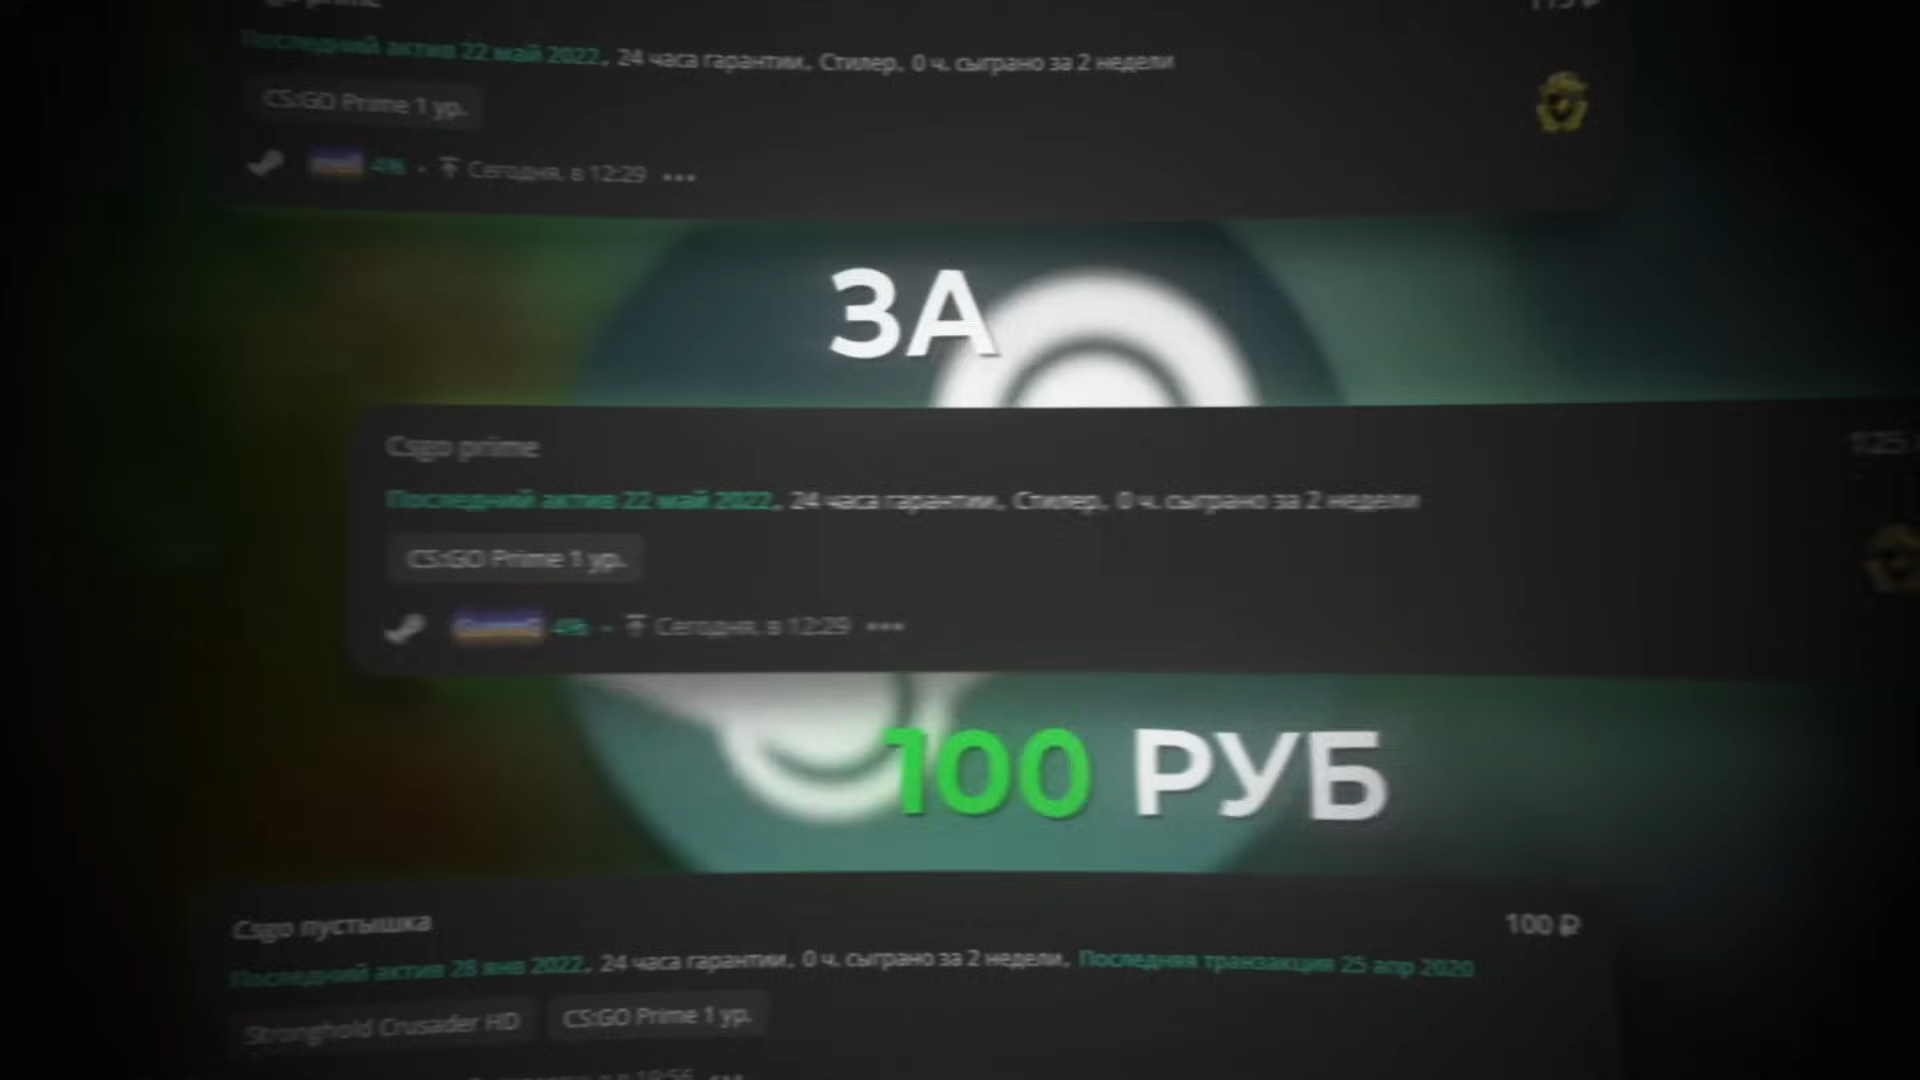 Последний актив 22 май 2022, 24 часа гарантии, Стилер, 0 ч. сыграно за 2 недели
CS:GO Prime 1 ур.
4% · Сегодня, в 12:29 •••
ЗА
Csgo prime
Последний актив 22 май 2022, 24 часа гарантии, Стилер, 0 ч. сыграно за 2 недели
CS:GO Prime 1 ур.
4% · Сегодня, в 12:29 •••
100 РУБ
Csgo пустышка 100 ₽
Последний актив 28 янв 2022, 24 часа гарантии, 0 ч. сыграно за 2 недели, Последняя транзакция 25 апр 2020
Stronghold Crusader HD CS:GO Prime 1 ур.